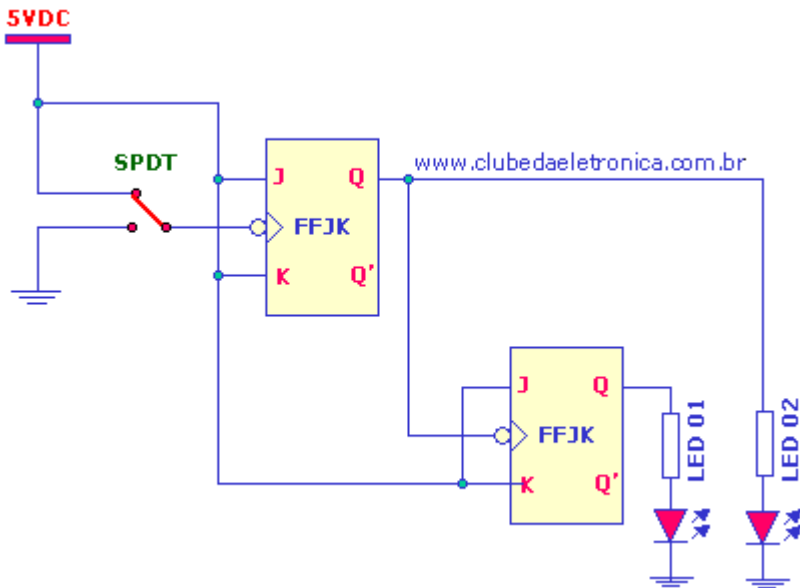 5VDC
SPDT
www.clubedaeletronica.com.br
J Q
FFJK
K Q'
J Q
FFJK
K Q'
LED 01
LED 02